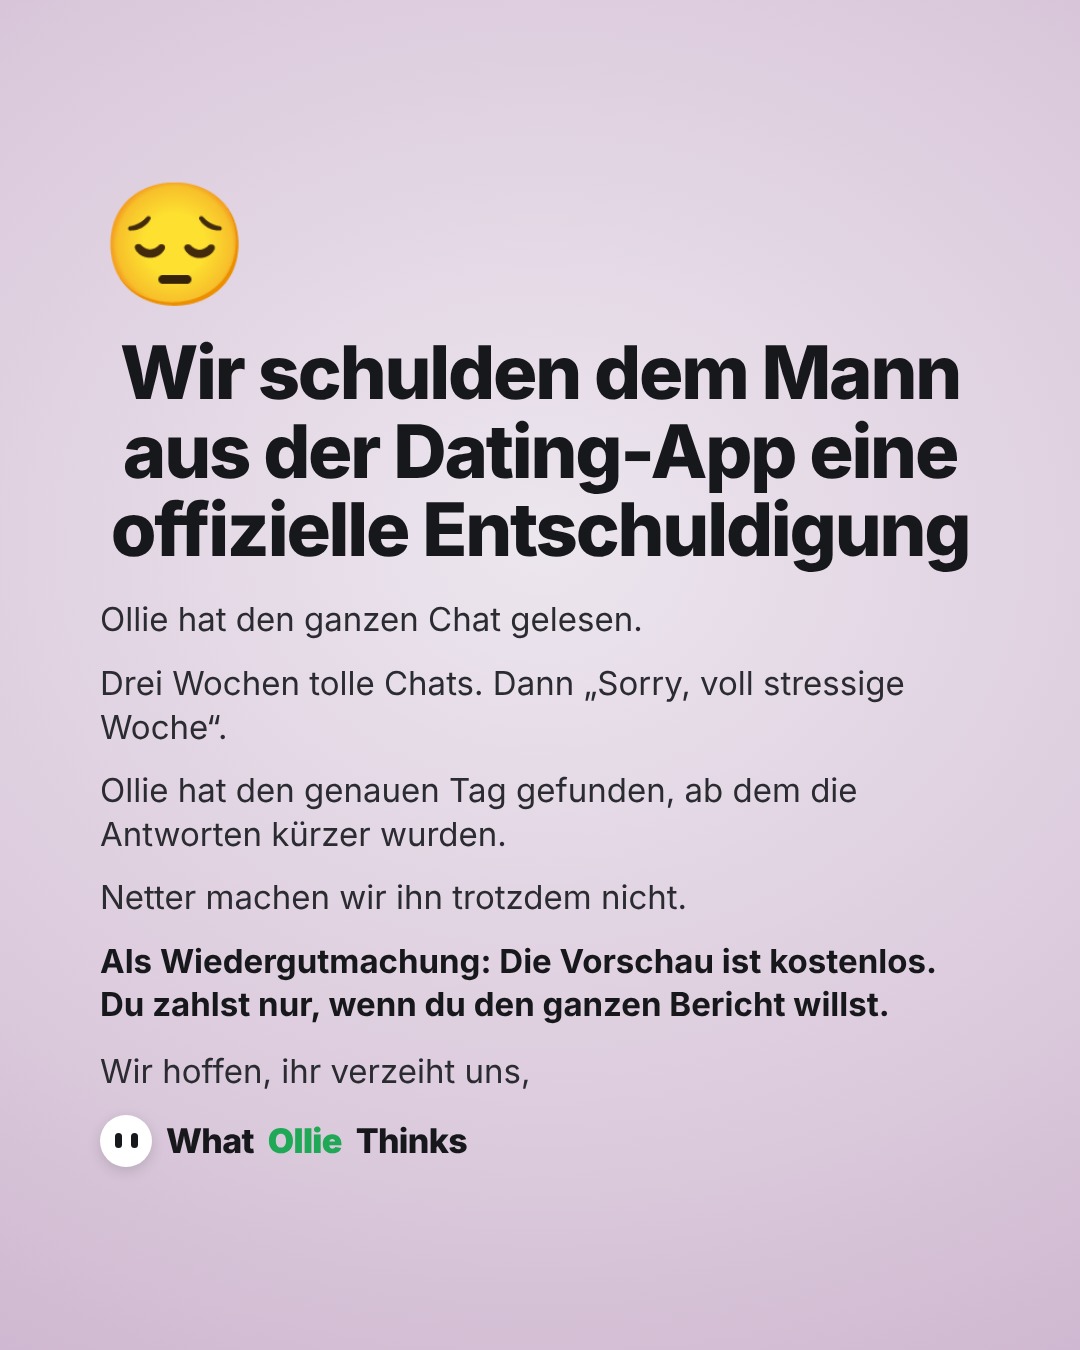 Wir schulden dem Mann
aus der Dating-App eine
offizielle Entschuldigung
Ollie hat den ganzen Chat gelesen.
Drei Wochen tolle Chats. Dann „Sorry, voll stressige
Woche“.
Ollie hat den genauen Tag gefunden, ab dem die
Antworten kürzer wurden.
Netter machen wir ihn trotzdem nicht.
Als Wiedergutmachung: Die Vorschau ist kostenlos.
Du zahlst nur, wenn du den ganzen Bericht willst.
Wir hoffen, ihr verzeiht uns,
What Ollie Thinks